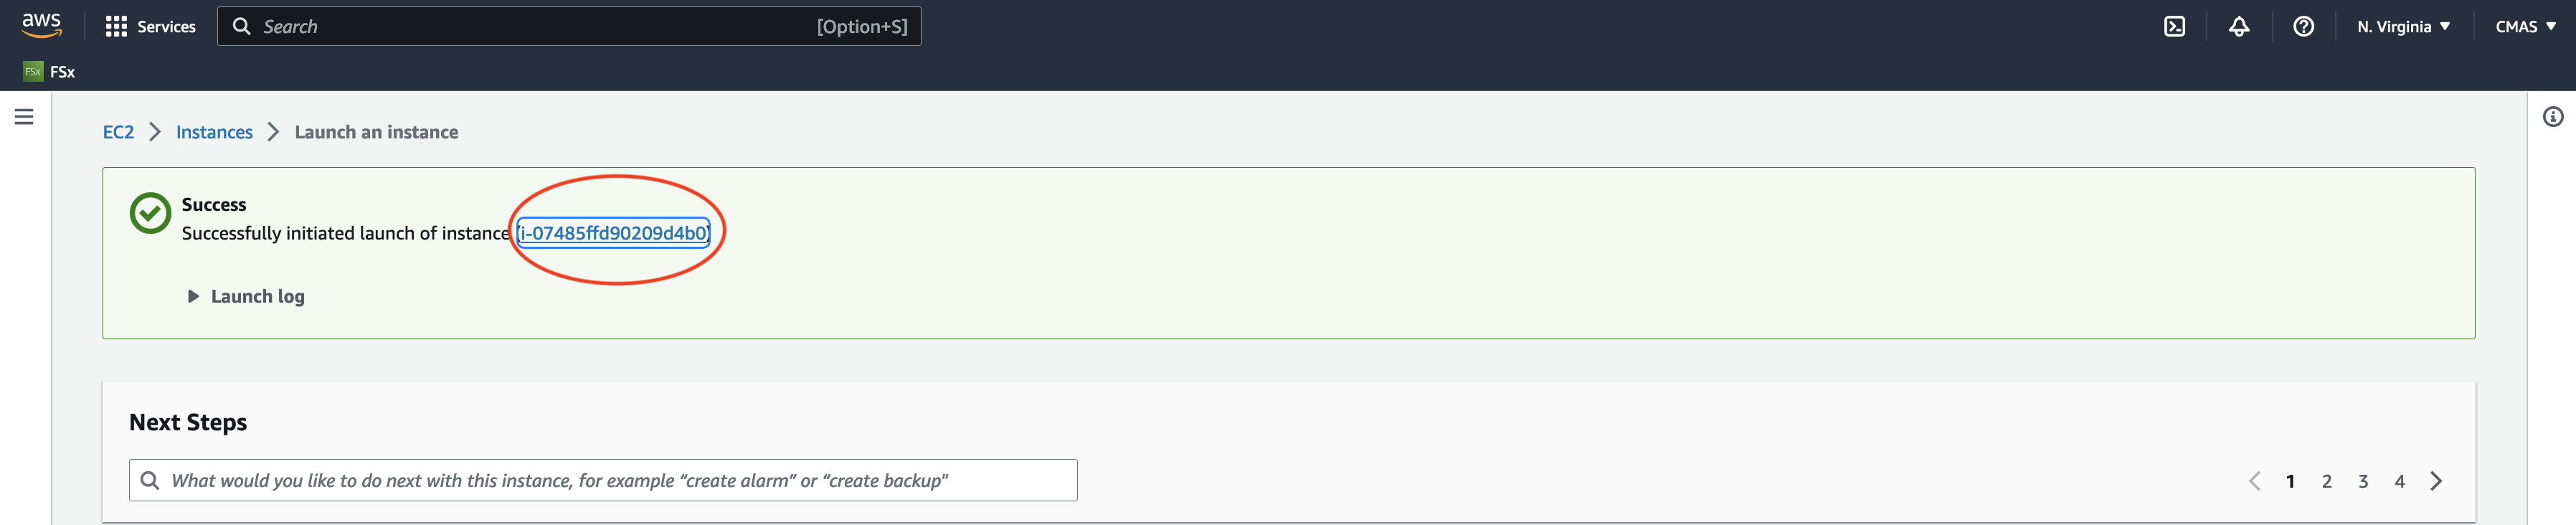 aws Services Search [Option+S] N. Virginia CMAS
FSx FSx
EC2 Instances Launch an instance
Success
Successfully initiated launch of instance (i-07485ffd90209d4b0)
Launch log
Next Steps
What would you like to do next with this instance, for example “create alarm” or “create backup" 1 2 3 4